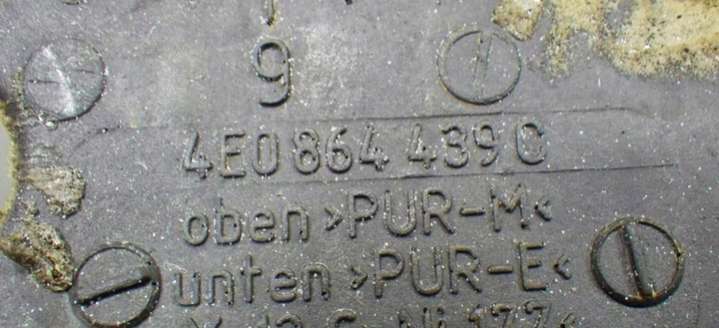 9
4E0 864 439 C
oben >PUR-M<
unten >PUR-E<